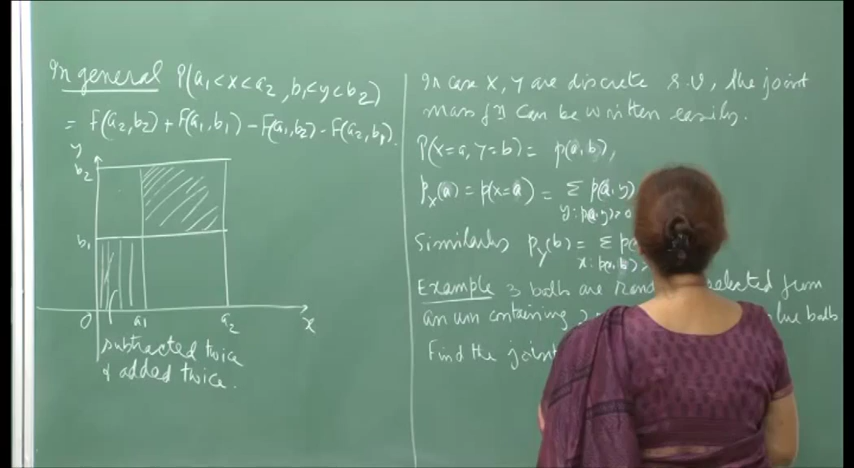 In general P(a₁<x<a₂, b₁<y<b₂)
= F(a₂,b₂) + F(a₁,b₁) - F(a₁,b₂) - F(a₂,b₁).
y
b₂
b₁
0 a₁ a₂ x
subtracted twice
& added twice.
In case X, Y are discrete r.v, the joint
mass fⁿ can be written easily.
P(X=a, Y=b) = p(a,b),
pₓ(a) = p(X=a) = Σ p(a,y)
y: p(a,y)>0
Similarly p_Y(b) = Σ
x: p(x,b)>
Example 3 balls are selected from
an urn containing balls
Find the joint